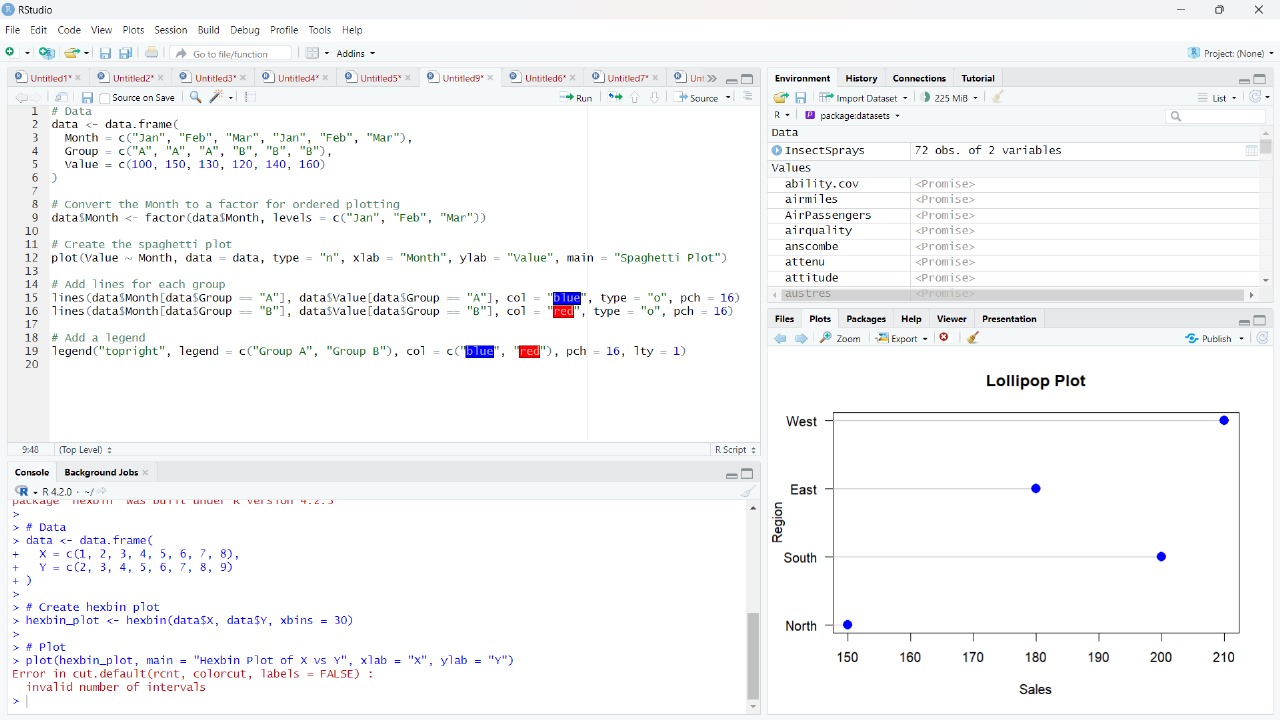 RStudio
File Edit Code View Plots Session Build Debug Profile Tools Help
Go to file/function Addins Project: (None)
Untitled1* Untitled2* Untitled3* Untitled4* Untitled5* Untitled9* Untitled6* Untitled7* Unt
Source on Save Run Source
1 # Data
2 data <- data.frame(
3 Month = c("Jan", "Feb", "Mar", "Jan", "Feb", "Mar"),
4 Group = c("A", "A", "A", "B", "B", "B"),
5 Value = c(100, 150, 130, 120, 140, 160)
6 )
7
8 # Convert the Month to a factor for ordered plotting
9 data$Month <- factor(data$Month, levels = c("Jan", "Feb", "Mar"))
10
11 # Create the spaghetti plot
12 plot(Value ~ Month, data = data, type = "n", xlab = "Month", ylab = "Value", main = "Spaghetti Plot")
13
14 # Add lines for each group
15 lines(data$Month[data$Group == "A"], data$Value[data$Group == "A"], col = "blue", type = "o", pch = 16)
16 lines(data$Month[data$Group == "B"], data$Value[data$Group == "B"], col = "red", type = "o", pch = 16)
17
18 # Add a legend
19 legend("topright", legend = c("Group A", "Group B"), col = c("blue", "red"), pch = 16, lty = 1)
20
9:48 (Top Level) R Script
Console Background Jobs
R 4.2.0 · ~/
package 'hexbin' was built under R version 4.2.3
>
> # Data
> data <- data.frame(
+ X = c(1, 2, 3, 4, 5, 6, 7, 8),
+ Y = c(2, 3, 4, 5, 6, 7, 8, 9)
+ )
>
> # Create hexbin plot
> hexbin_plot <- hexbin(data$X, data$Y, xbins = 30)
>
> # Plot
> plot(hexbin_plot, main = "Hexbin Plot of X vs Y", xlab = "X", ylab = "Y")
Error in cut.default(rcnt, colorcut, labels = FALSE) :
invalid number of intervals
>
Environment History Connections Tutorial
Import Dataset 225 MiB List
R package:datasets
Data
InsectSprays 72 obs. of 2 variables
Values
ability.cov <Promise>
airmiles <Promise>
AirPassengers <Promise>
airquality <Promise>
anscombe <Promise>
attenu <Promise>
attitude <Promise>
austres <Promise>
Files Plots Packages Help Viewer Presentation
Zoom Export Publish
Lollipop Plot
West
East
South
North
Region
150 160 170 180 190 200 210
Sales